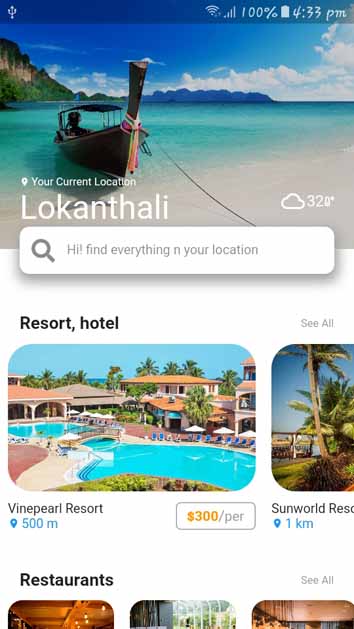 100% 4:33 pm
Your Current Location
Lokanthali
32
Hi! find everything n your location
Resort, hotel
See All
Vinepearl Resort
500 m
$300/per
Sunworld Reso
1 km
Restaurants
See All